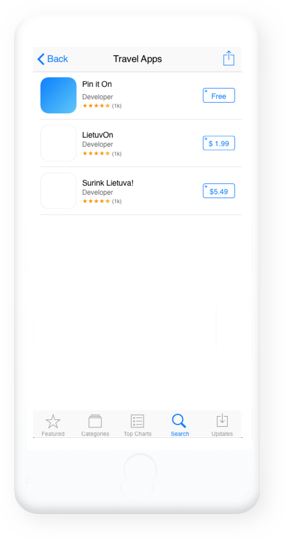 Back
Travel Apps
Pin it On
Developer
(1k)
Free
LietuvOn
Developer
(1k)
$ 1.99
Surink Lietuva!
Developer
(1k)
$5.49
Featured
Categories
Top Charts
Search
Updates